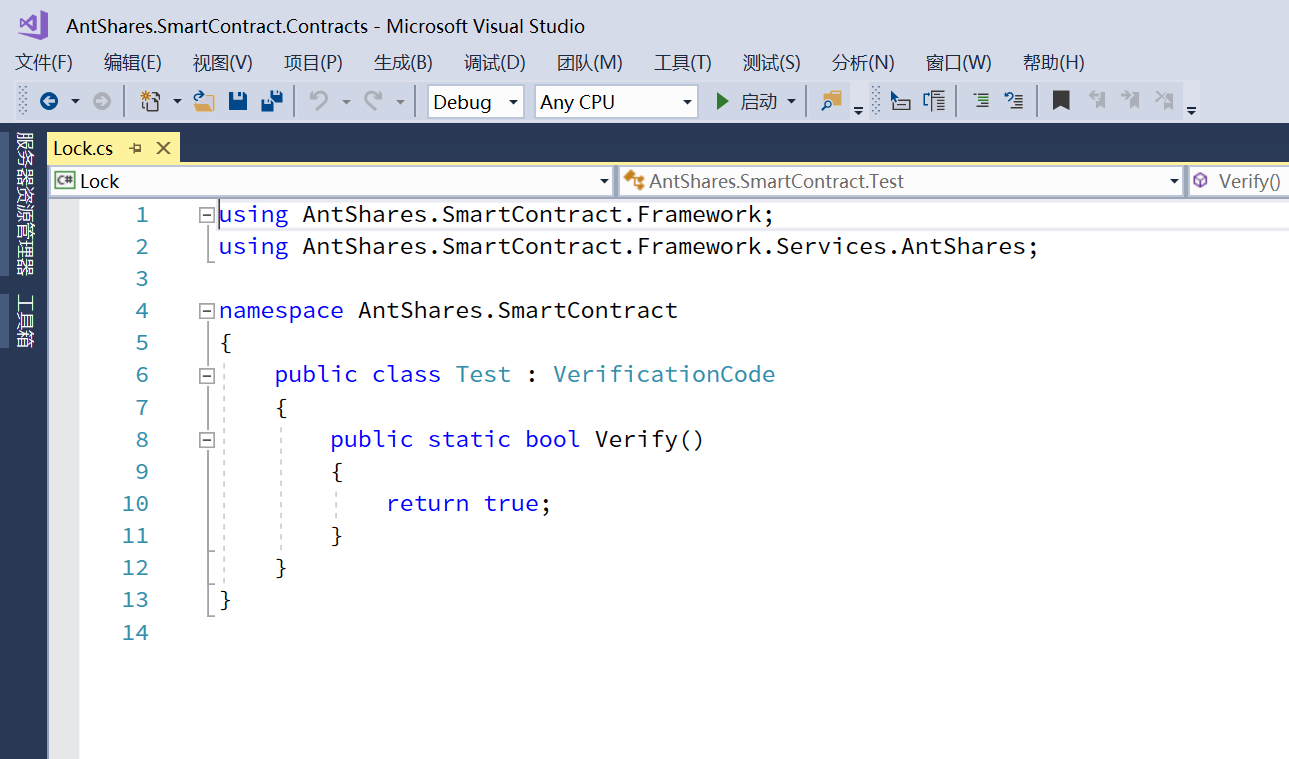 AntShares.SmartContract.Contracts - Microsoft Visual Studio
文件(F) 编辑(E) 视图(V) 项目(P) 生成(B) 调试(D) 团队(M) 工具(T) 测试(S) 分析(N) 窗口(W) 帮助(H)
Debug Any CPU 启动
服务器资源管理器
工具箱
Lock.cs
C# Lock AntShares.SmartContract.Test Verify()
1 using AntShares.SmartContract.Framework;
2 using AntShares.SmartContract.Framework.Services.AntShares;
3
4 namespace AntShares.SmartContract
5 {
6     public class Test : VerificationCode
7     {
8         public static bool Verify()
9         {
10             return true;
11         }
12     }
13 }
14